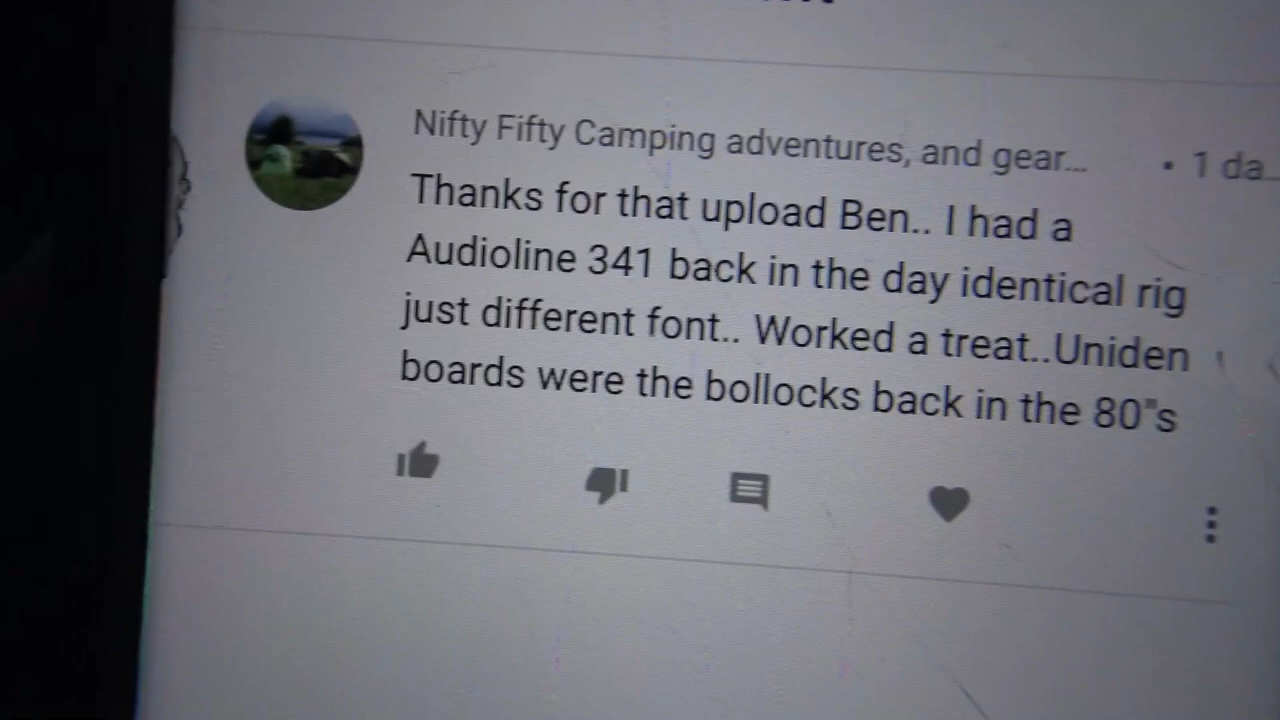 Nifty Fifty Camping adventures, and gear... • 1 da...
Thanks for that upload Ben.. I had a
Audioline 341 back in the day identical rig
just different font.. Worked a treat..Uniden
boards were the bollocks back in the 80"s